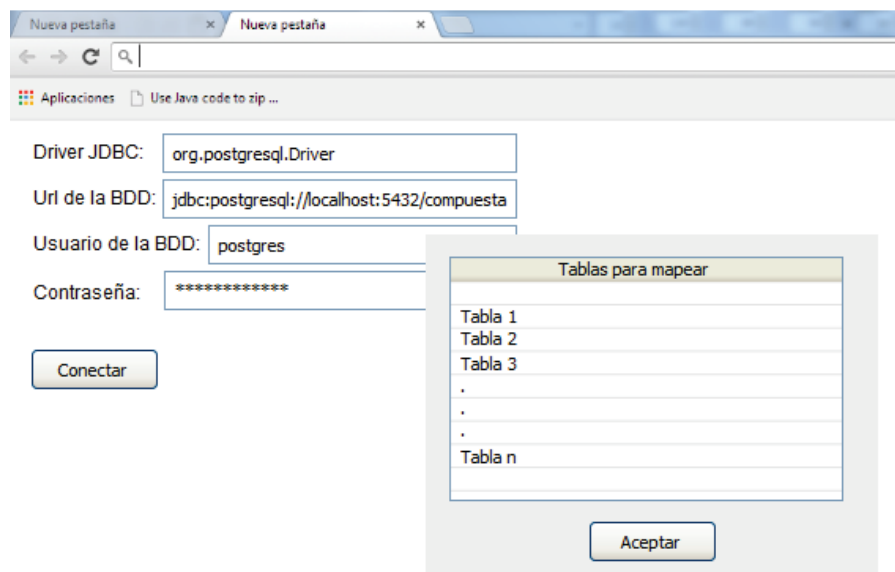 Nueva pestaña
Nueva pestaña
Aplicaciones Use Java code to zip ...
Driver JDBC: org.postgresql.Driver
Url de la BDD: jdbc:postgresql://localhost:5432/compuesta
Usuario de la BDD: postgres
Contraseña: ************
Conectar
Tablas para mapear
Tabla 1
Tabla 2
Tabla 3
.
.
.
Tabla n
Aceptar